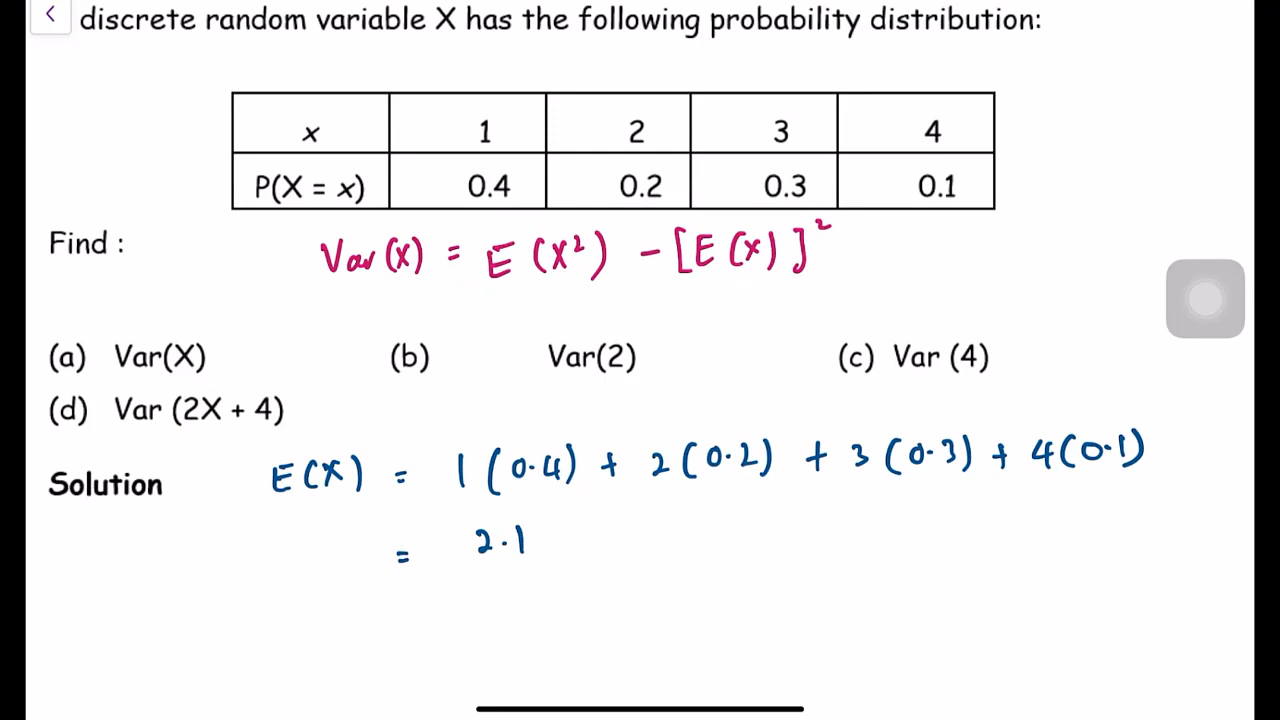 discrete random variable X has the following probability distribution:
x 1 2 3 4
P(X = x) 0.4 0.2 0.3 0.1
Find :
Var(X) = E(X²) - [E(X)]²
(a) Var(X) (b) Var(2) (c) Var (4)
(d) Var (2X + 4)
Solution
E(X) = 1(0.4) + 2(0.2) + 3(0.3) + 4(0.1)
= 2.1